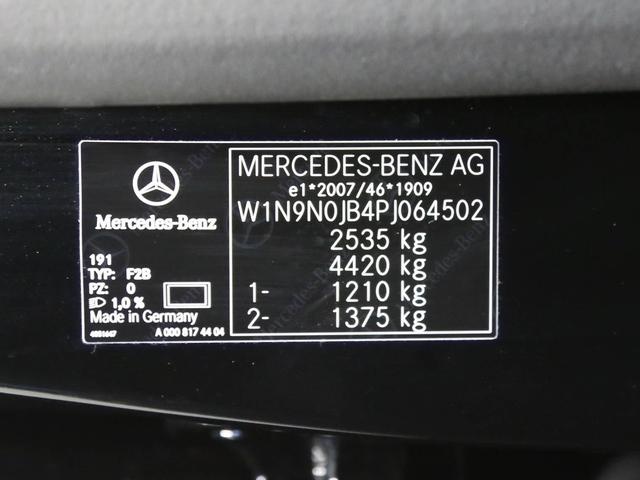 Mercedes-Benz
191
TYP: F2B
PZ: 0
1,0 %
Made in Germany
4031647 A 000 817 44 04
MERCEDES-BENZ AG
e1*2007/46*1909
W1N9N0JB4PJ064502
2535 kg
4420 kg
1- 1210 kg
2- 1375 kg